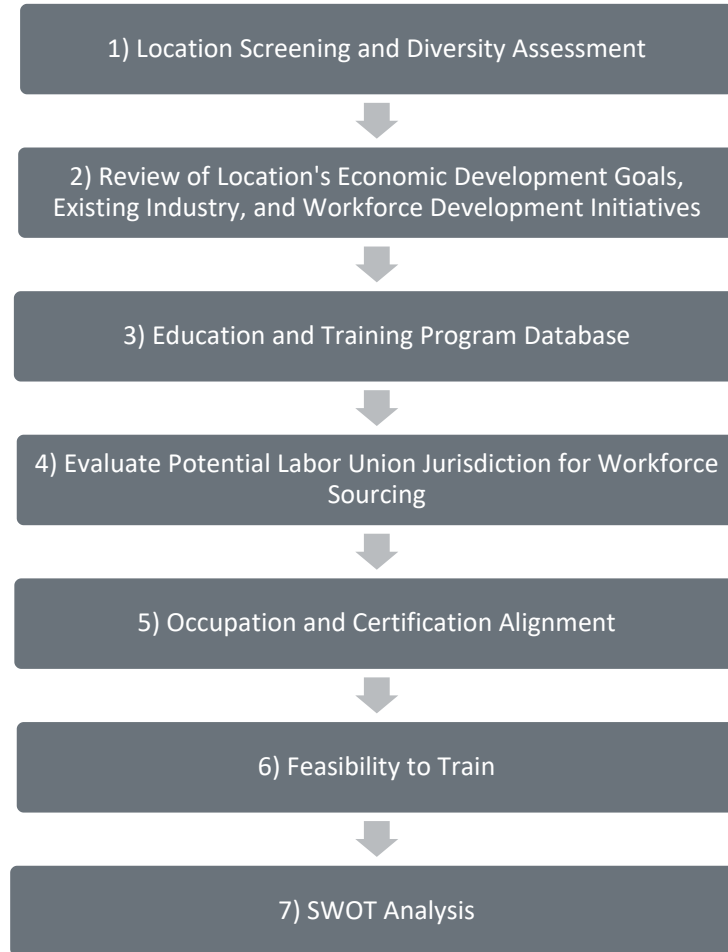 1) Location Screening and Diversity Assessment
2) Review of Location's Economic Development Goals,
Existing Industry, and Workforce Development Initiatives
3) Education and Training Program Database
4) Evaluate Potential Labor Union Jurisdiction for Workforce
Sourcing
5) Occupation and Certification Alignment
6) Feasibility to Train
7) SWOT Analysis